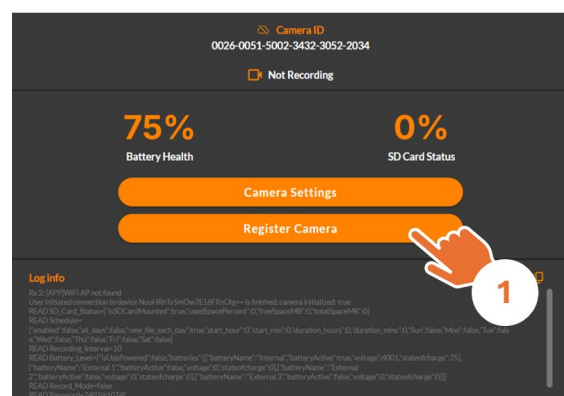 Camera ID
0026-0051-5002-3432-3052-2034
Not Recording
75%
Battery Health
0%
SD Card Status
Camera Settings
Register Camera
1
Log info
Rx 2: [APP]WIFI AP not found
User initiated connection to device NuoHRhTy5mOw7E16FRnOlg== is finished; camera initialized: true
READ SD_Card_Status={"IsSDCardMounted":true,"usedSpacePercent":0,"freeSpaceMB":0,"totalSpaceMB":0}
READ Schedule=
{"enabled":false,"all_days":false,"new_file_each_day":true,"start_hour":0,"start_min":0,"duration_hours":0,"duration_mins":0,"Sun":false,"Mon":false,"Tue":fals
e,"Wed":false,"Thu":false,"Fri":false,"Sat":false}
READ Recording_Interval=10
READ Battery_Level={"IsUsbPowered":false,"batteries":[{"batteryName":"Internal","batteryActive":true,"voltage":4001,"stateofcharge":75},
{"batteryName":"External 1","batteryActive":false,"voltage":0,"stateofcharge":0},{"batteryName":"External
2","batteryActive":false,"voltage":0,"stateofcharge":0},{"batteryName":"External 3","batteryActive":false,"voltage":0,"stateofcharge":0}]}
READ Record_Mode=false